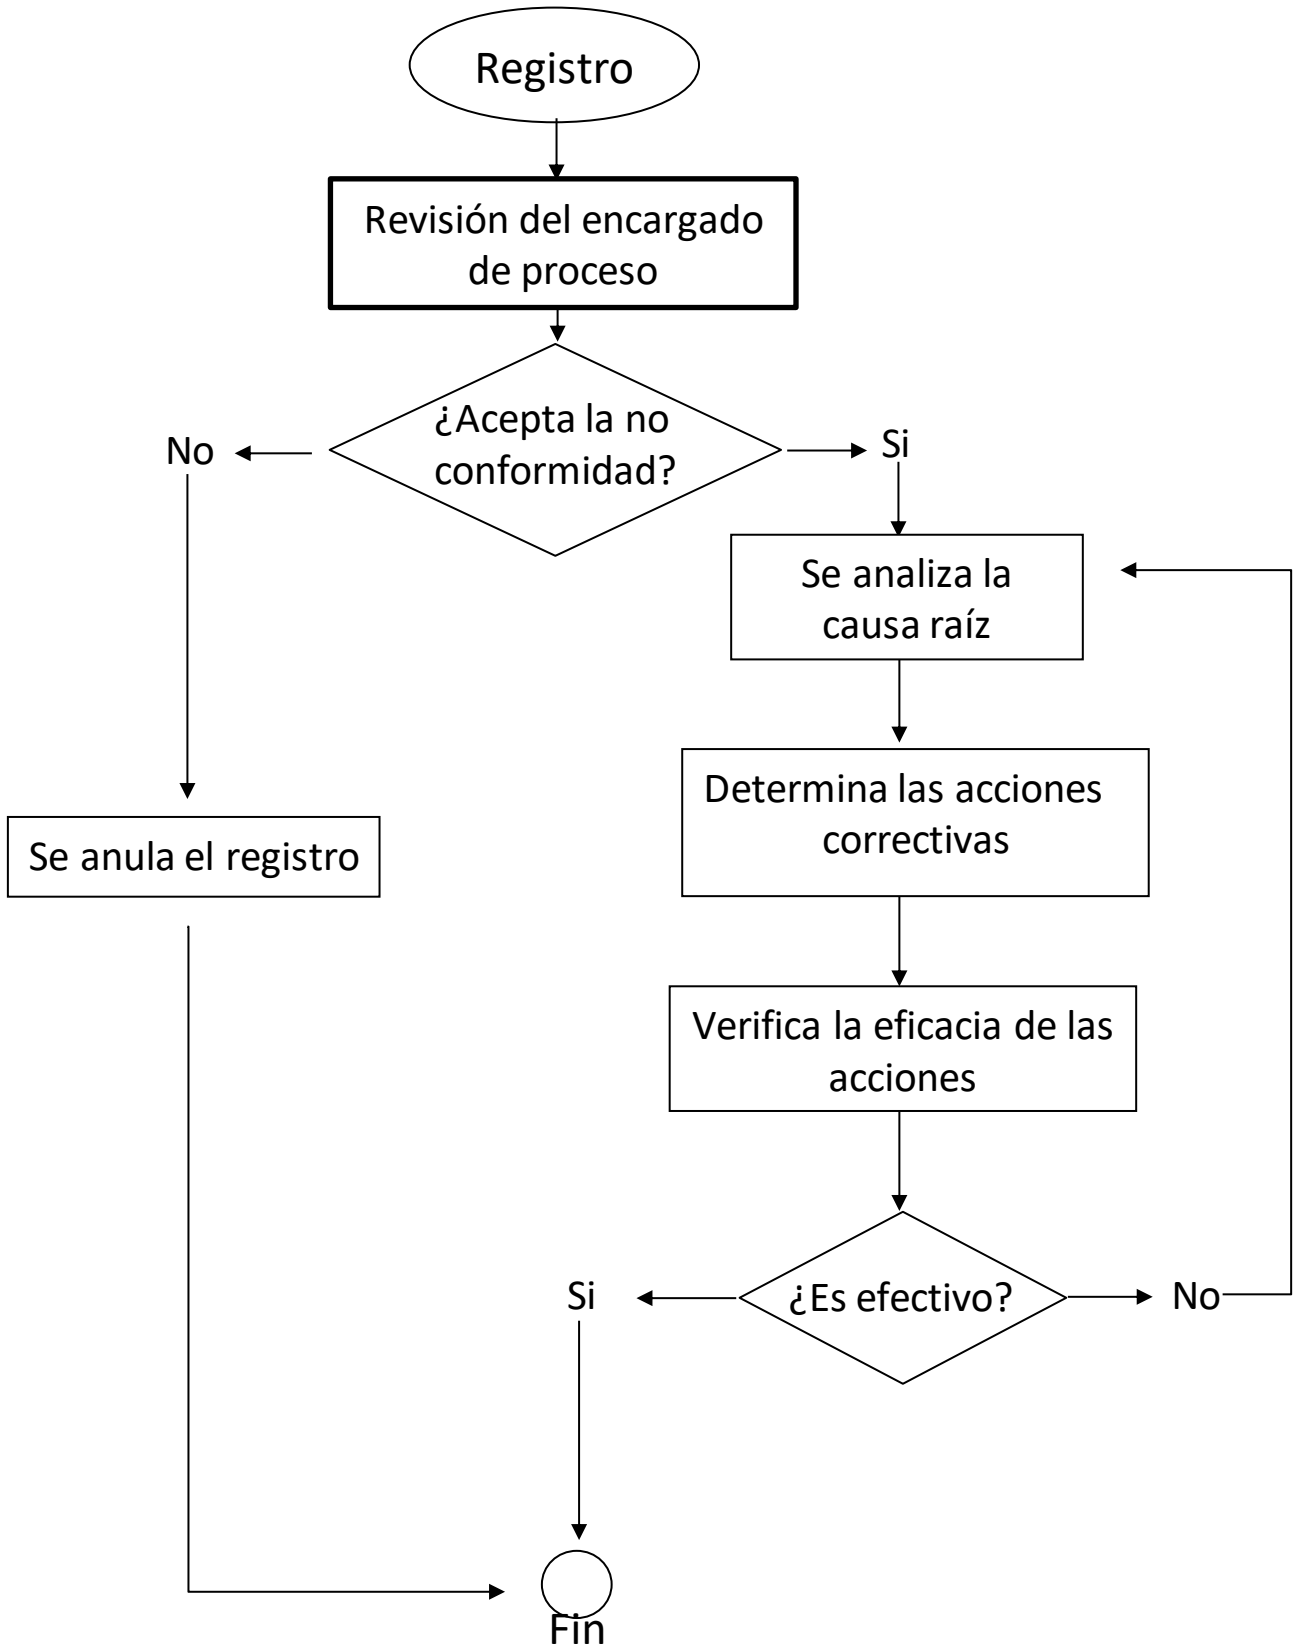 Registro
Revisión del encargado
de proceso
¿Acepta la no
conformidad?
No
Si
Se analiza la
causa raíz
Determina las acciones
correctivas
Se anula el registro
Verifica la eficacia de las
acciones
Si
¿Es efectivo?
No
Fin